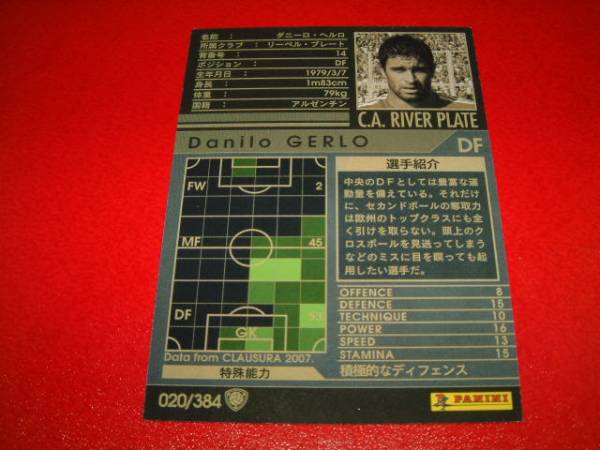 名前 : ダニーロ・ヘルロ
所属クラブ : リーベル・プレート
背番号 : 14
ポジション : DF
生年月日 : 1979/3/7
身長 : 1m83cm
体重 : 79kg
国籍 : アルゼンチン
C.A. RIVER PLATE
Danilo GERLO DF
FW 2
MF 45
DF 53
GK
Data from CLAUSURA 2007.
選手紹介
中央のDFとしては豊富な運
動量を備えている。それだけ
に、セカンドボールの奪取力
は欧州のトップクラスにも全
く引けを取らない。頭上のク
ロスボールを見送ってしまう
などのミスに目を瞑っても起
用したい選手だ。
OFFENCE 8
DEFENCE 15
TECHNIQUE 10
POWER 16
SPEED 13
STAMINA 15
特殊能力 積極的なディフェンス
020/384
PANINI